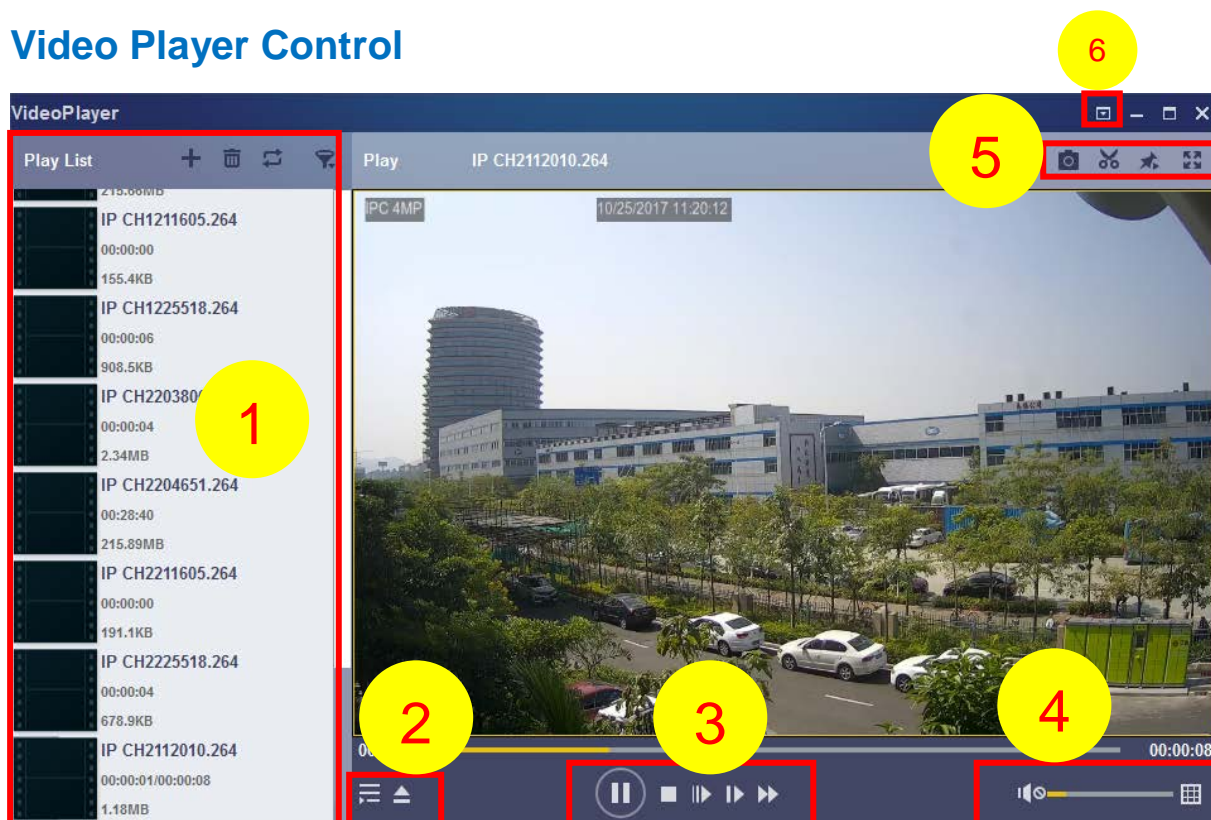 Video Player Control
6
VideoPlayer
5
Play List
Play IP CH2112010.264
215.66MB
IPC 4MP 10/25/2017 11:20:12
IP CH1211605.264
00:00:00
155.4KB
IP CH1225518.264
00:00:06
908.5KB
1
00:00:04
2.34MB
IP CH2204651.264
00:28:40
215.89MB
IP CH2211605.264
00:00:00
191.1KB
IP CH2225518.264
00:00:04
678.9KB
2
3
4
IP CH2112010.264
00:00:01/00:00:08
1.18MB
00:00:08